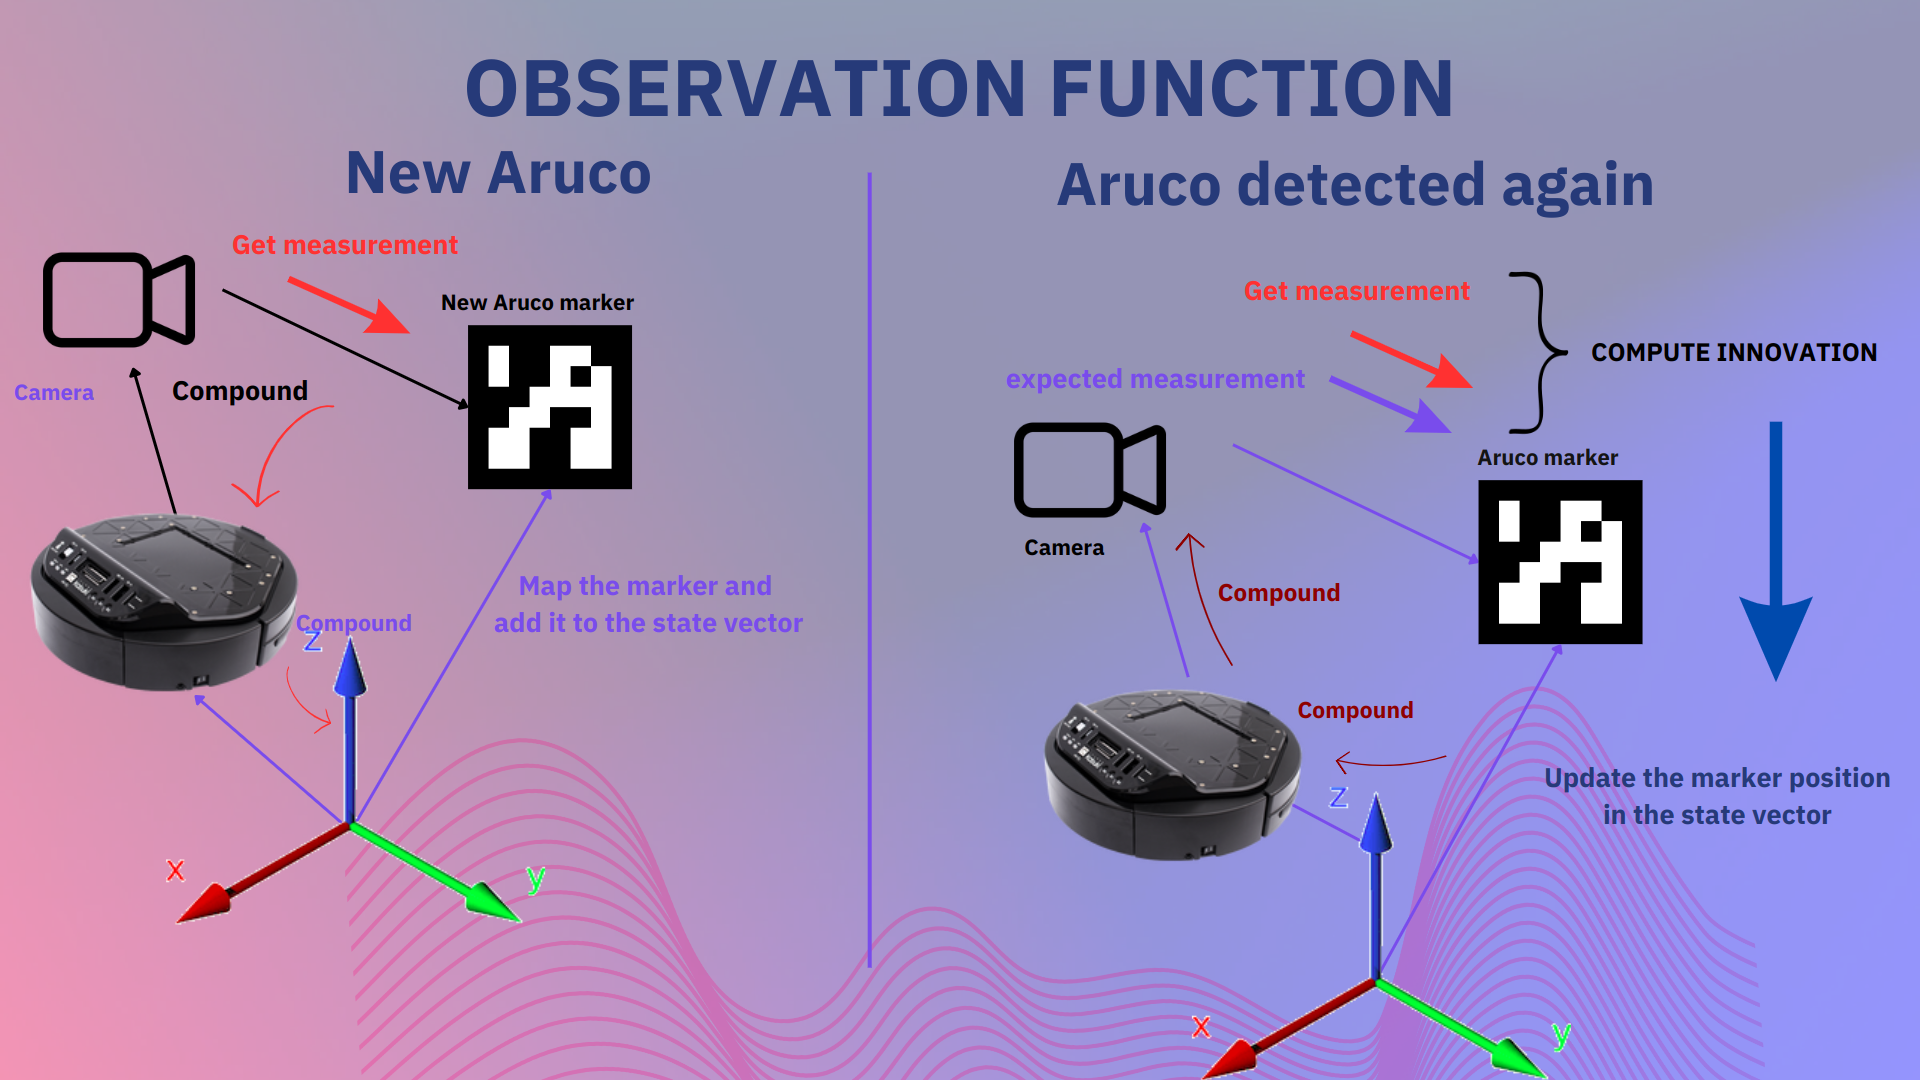 OBSERVATION FUNCTION
New Aruco
Get measurement
New Aruco marker
Camera
Compound
Compound
Map the marker and
add it to the state vector
z
x
y
Aruco detected again
Get measurement
COMPUTE INNOVATION
expected measurement
Aruco marker
Camera
Compound
Compound
Update the marker position
in the state vector
z
x
y